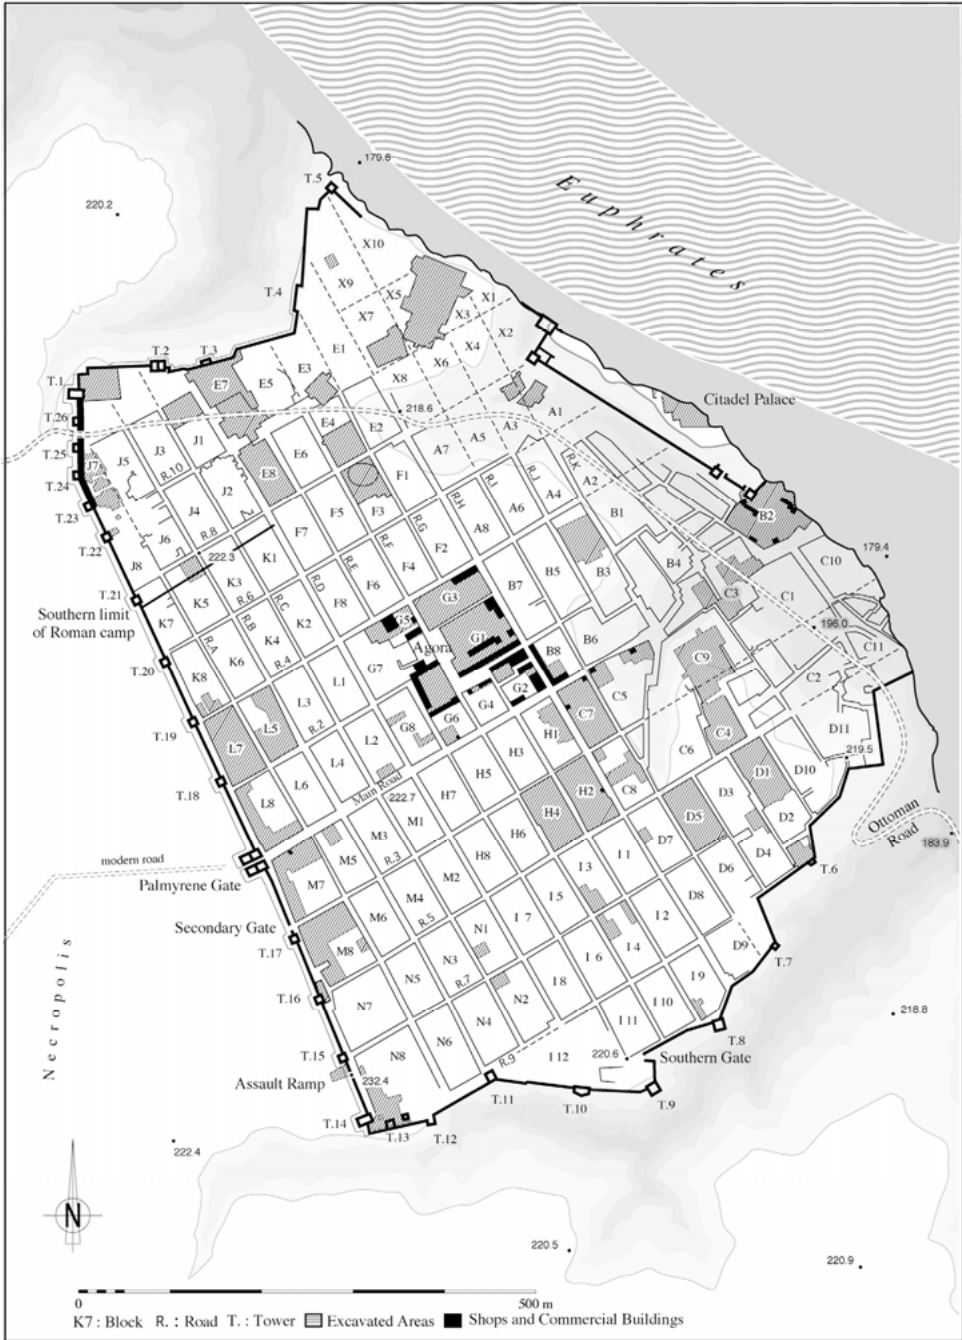 179.8
T.5
220.2
Euphrates
X10
X9
X5
X1
T.4
X7
X3
X2
E1
X4
T.2
T.3
X6
E3
T.1
E7
E5
X8
Citadel Palace
T.26
218.6
A1
E4
E2
J3
J1
A3
T.25
J5
E6
A5
J7
A7
R.K
R.10
E8
F1
R.I
R.J
A2
T.24
J2
R.H
A4
J4
F5
F3
A6
B1
T.23
R.G
B2
R.8
F7
A8
J6
R.F
F2
T.22
222.3
K1
R.E
F4
B4
179.4
J8
K3
F6
B5
B3
C10
R.6
R.D
B7
T.21
K5
R.C
F8
G3
C3
C1
Southern limit
of Roman camp
K7
R.B
K2
G5
196.0
R.A
K4
G1
B6
Agora
B8
C11
T.20
K6
R.4
G7
C9
K8
L1
G2
C2
L3
C5
G4
T.19
L5
R.2
G6
C7
D11
G8
H1
C4
L7
L2
C6
219.5
H3
L4
D1
D10
T.18
L6
Main Road
H5
H2
C8
D3
L8
222.7
H7
H4
D5
D2
Ottoman
Road
M1
H6
183.9
M3
D7
D4
modern road
M5
R.3
H8
I 1
T.6
Palmyrene Gate
M7
M2
I 3
D6
M4
I 5
D8
Secondary Gate
M6
R.5
I 7
I 2
T.17
M8
N1
I 4
D9
T.7
N3
I 6
Necropolis
N5
R.7
I 8
I 9
T.16
N7
N2
I 10
218.8
N4
I 11
T.8
T.15
N6
N8
R.9
I 12
220.6
Southern Gate
Assault Ramp
232.4
T.11
T.10
T.9
T.14
T.13
T.12
222.4
N
220.5
220.9
0
500 m
K7 : Block R. : Road T. : Tower Excavated Areas Shops and Commercial Buildings